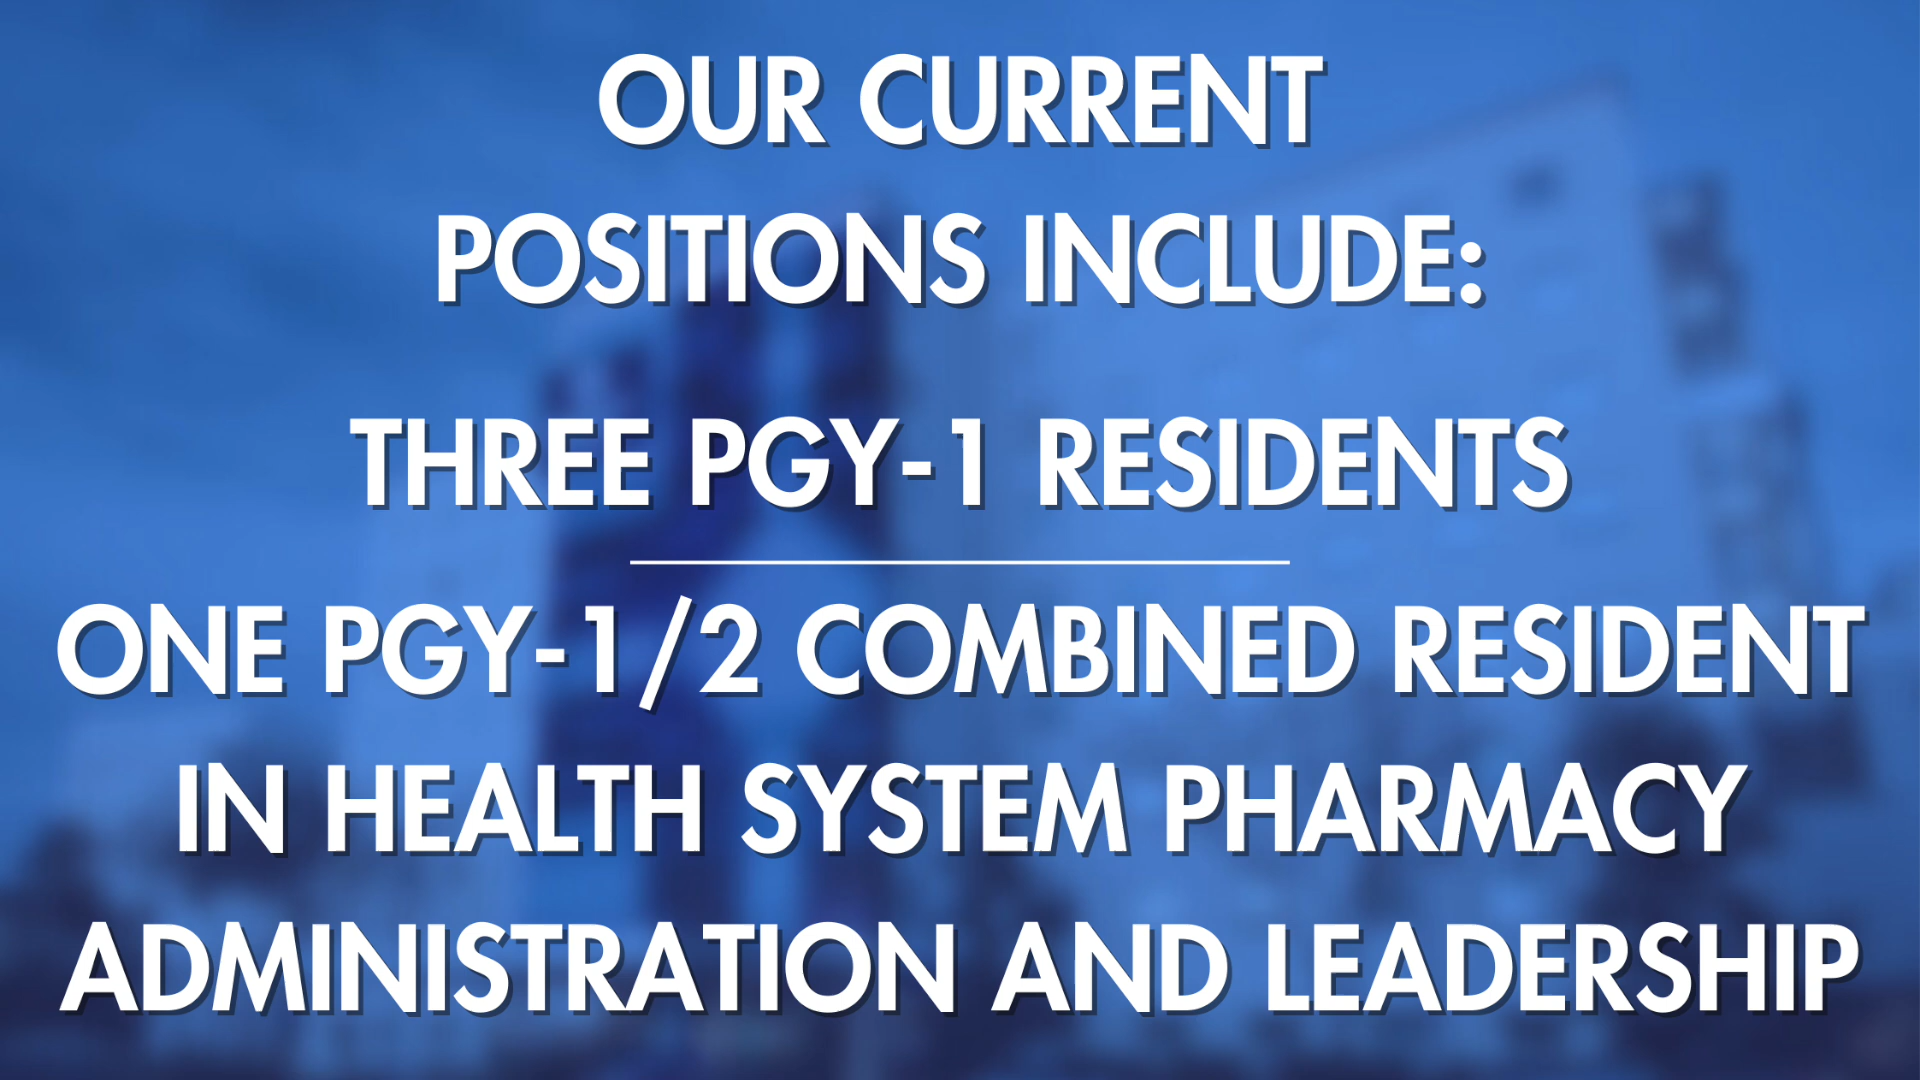 OUR CURRENT
POSITIONS INCLUDE:
THREE PGY-1 RESIDENTS
ONE PGY-1/2 COMBINED RESIDENT
IN HEALTH SYSTEM PHARMACY
ADMINISTRATION AND LEADERSHIP